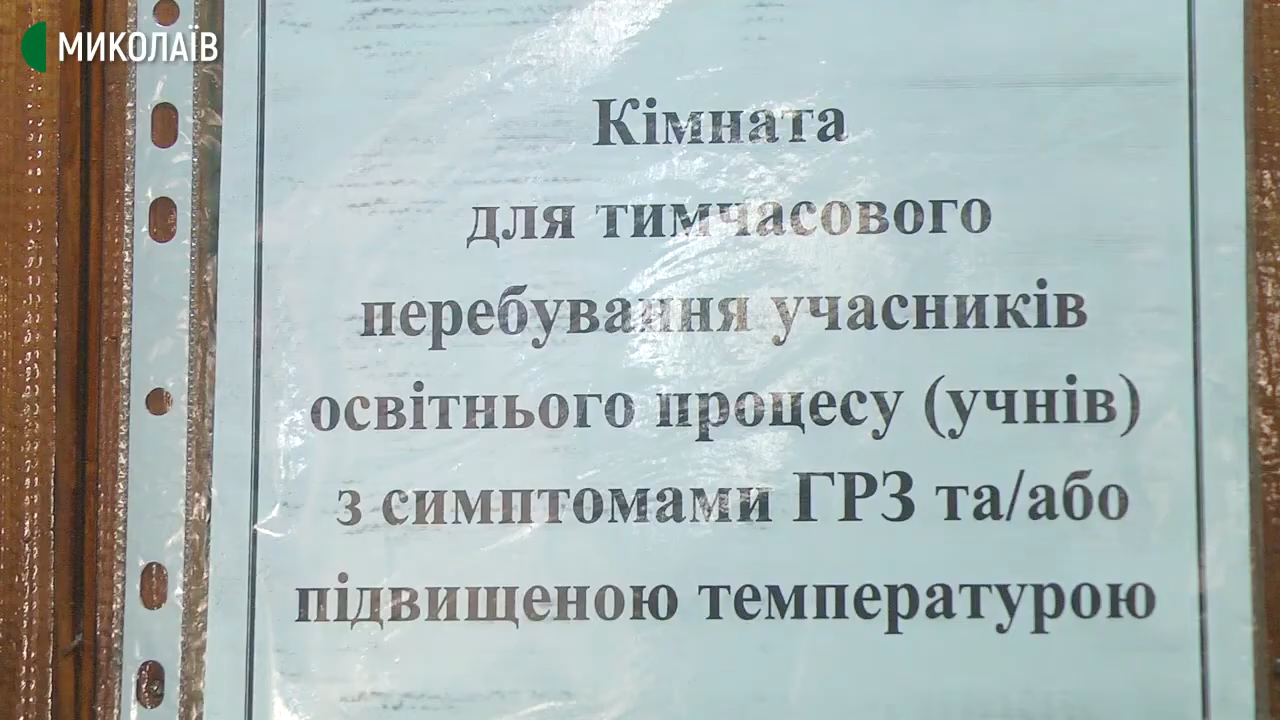 МИКОЛАЇВ
Кімната
для тимчасового
перебування учасників
освітнього процесу (учнів)
з симптомами ГРЗ та/або
підвищеною температурою